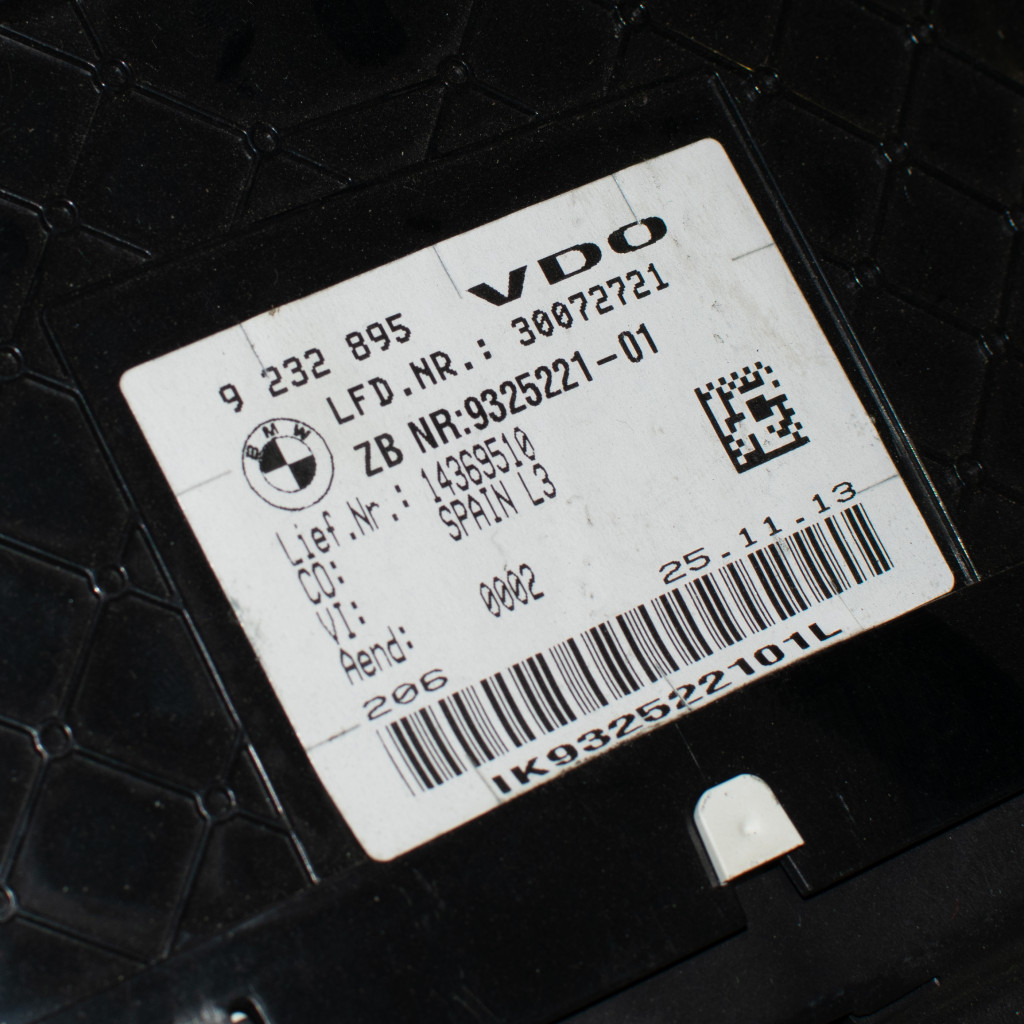 VDO
9 232 895
LFD.NR.: 30072721
BMW
ZB NR:9325221-01
Lief.Nr.: 14369510
CO: SPAIN L3
VI:
Aend: 0002
206 25.11.13
1K932522101L